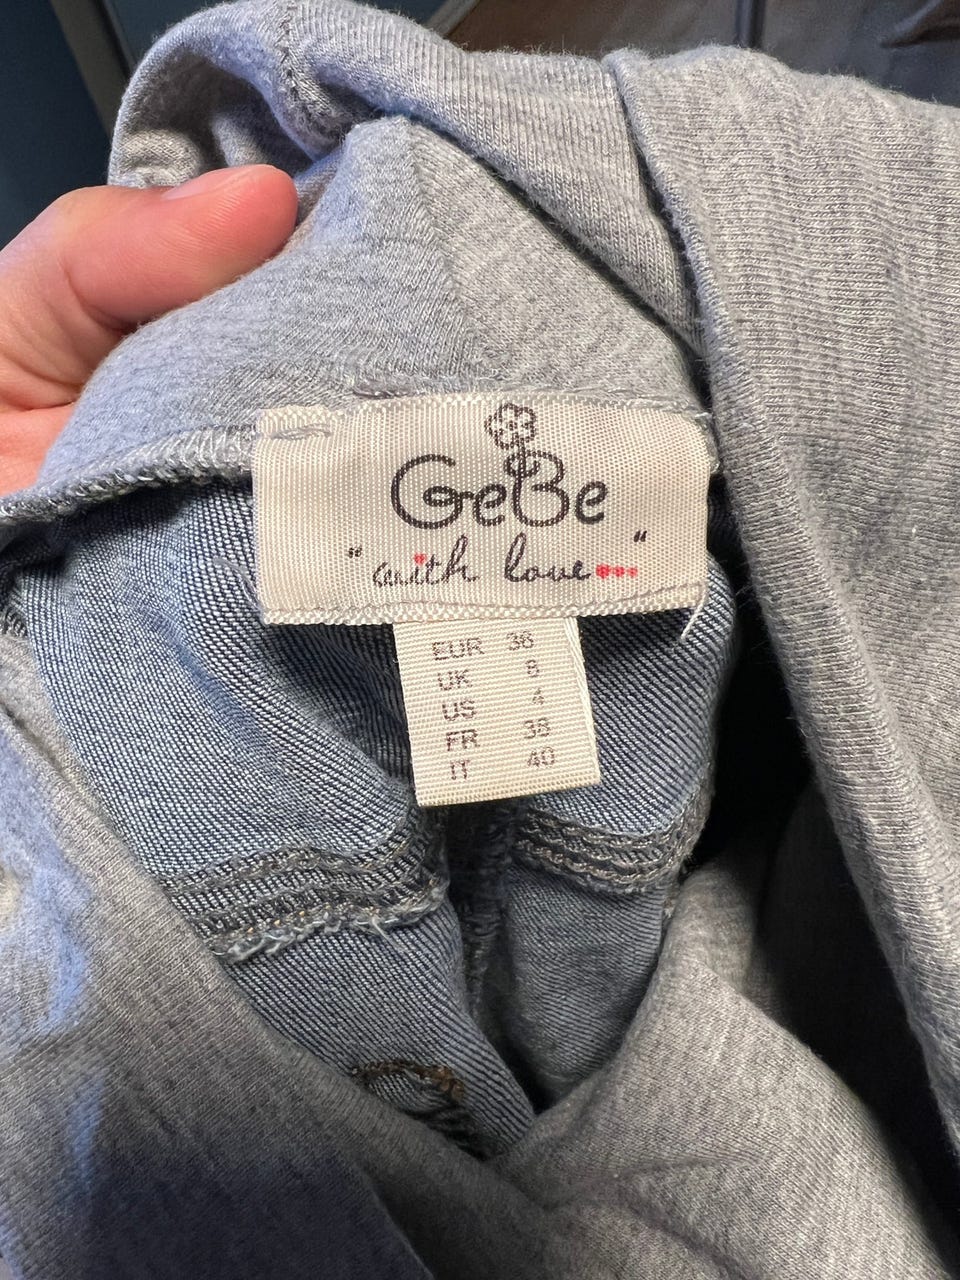 GeBe
"with love..."
EUR 36
UK 8
US 4
FR 38
IT 40